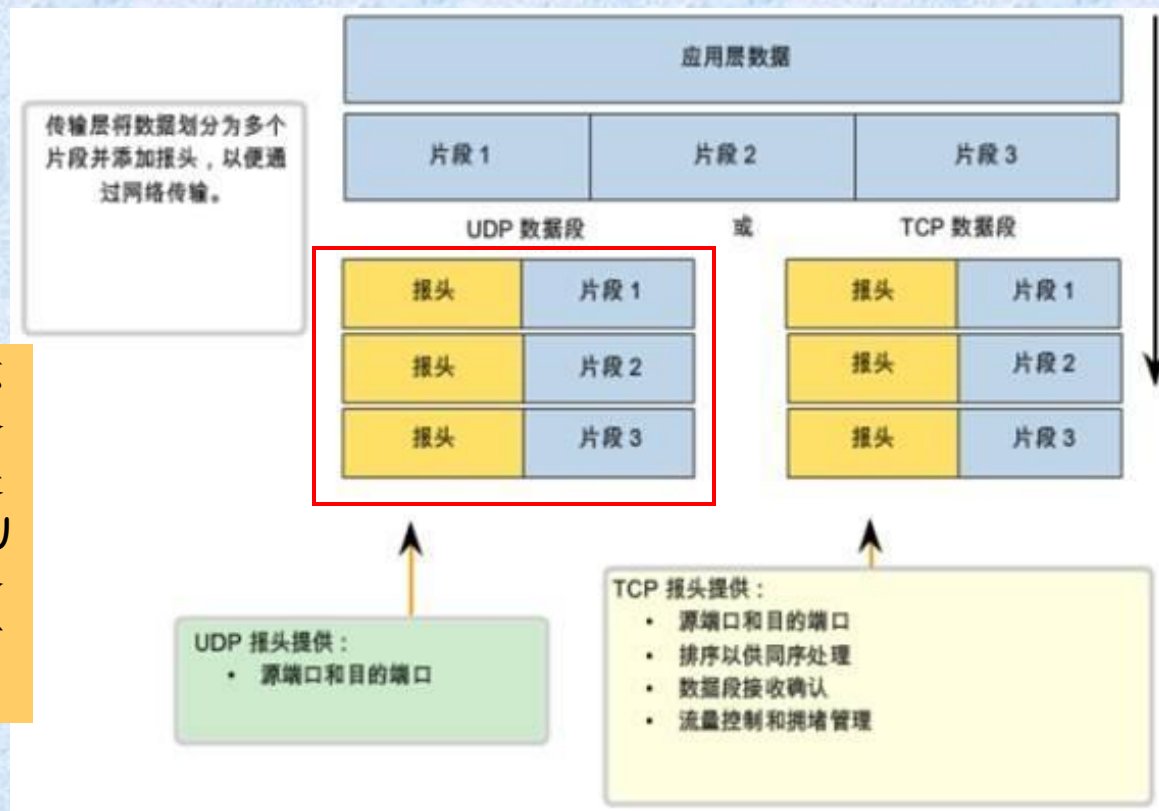 应用层数据
传输层将数据划分为多个
片段并添加报头，以便通
过网络传输。
片段 1 片段 2 片段 3
UDP 数据段 或 TCP 数据段
报头 片段 1 报头 片段 1
报头 片段 2 报头 片段 2
报头 片段 3 报头 片段 3
UDP 报头提供：
• 源端口和目的端口
TCP 报头提供：
• 源端口和目的端口
• 排序以供同序处理
• 数据段接收确认
• 流量控制和拥堵管理